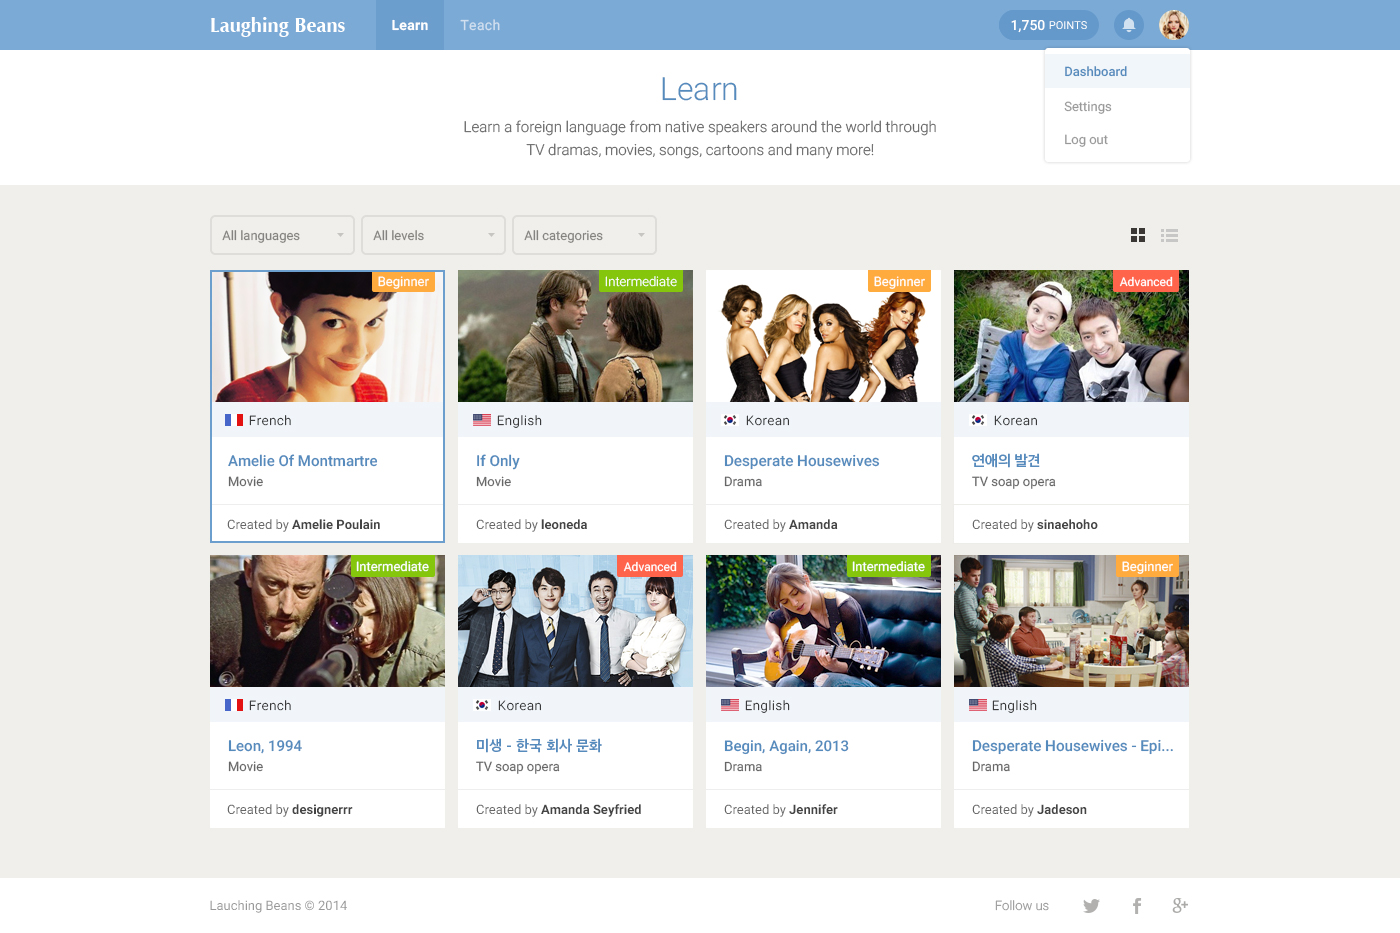 Laughing Beans
Learn
Teach
1,750 POINTS
Dashboard
Settings
Log out
Learn
Learn a foreign language from native speakers around the world through
TV dramas, movies, songs, cartoons and many more!
All languages
All levels
All categories
Beginner
French
Amelie Of Montmartre
Movie
Created by Amelie Poulain
Intermediate
English
If Only
Movie
Created by leoneda
Beginner
Korean
Desperate Housewives
Drama
Created by Amanda
Advanced
Korean
연애의 발견
TV soap opera
Created by sinaehoho
Intermediate
French
Leon, 1994
Movie
Created by designerrr
Advanced
Korean
미생 - 한국 회사 문화
TV soap opera
Created by Amanda Seyfried
Intermediate
English
Begin, Again, 2013
Drama
Created by Jennifer
Beginner
English
Desperate Housewives - Epi...
Drama
Created by Jadeson
Lauching Beans © 2014
Follow us